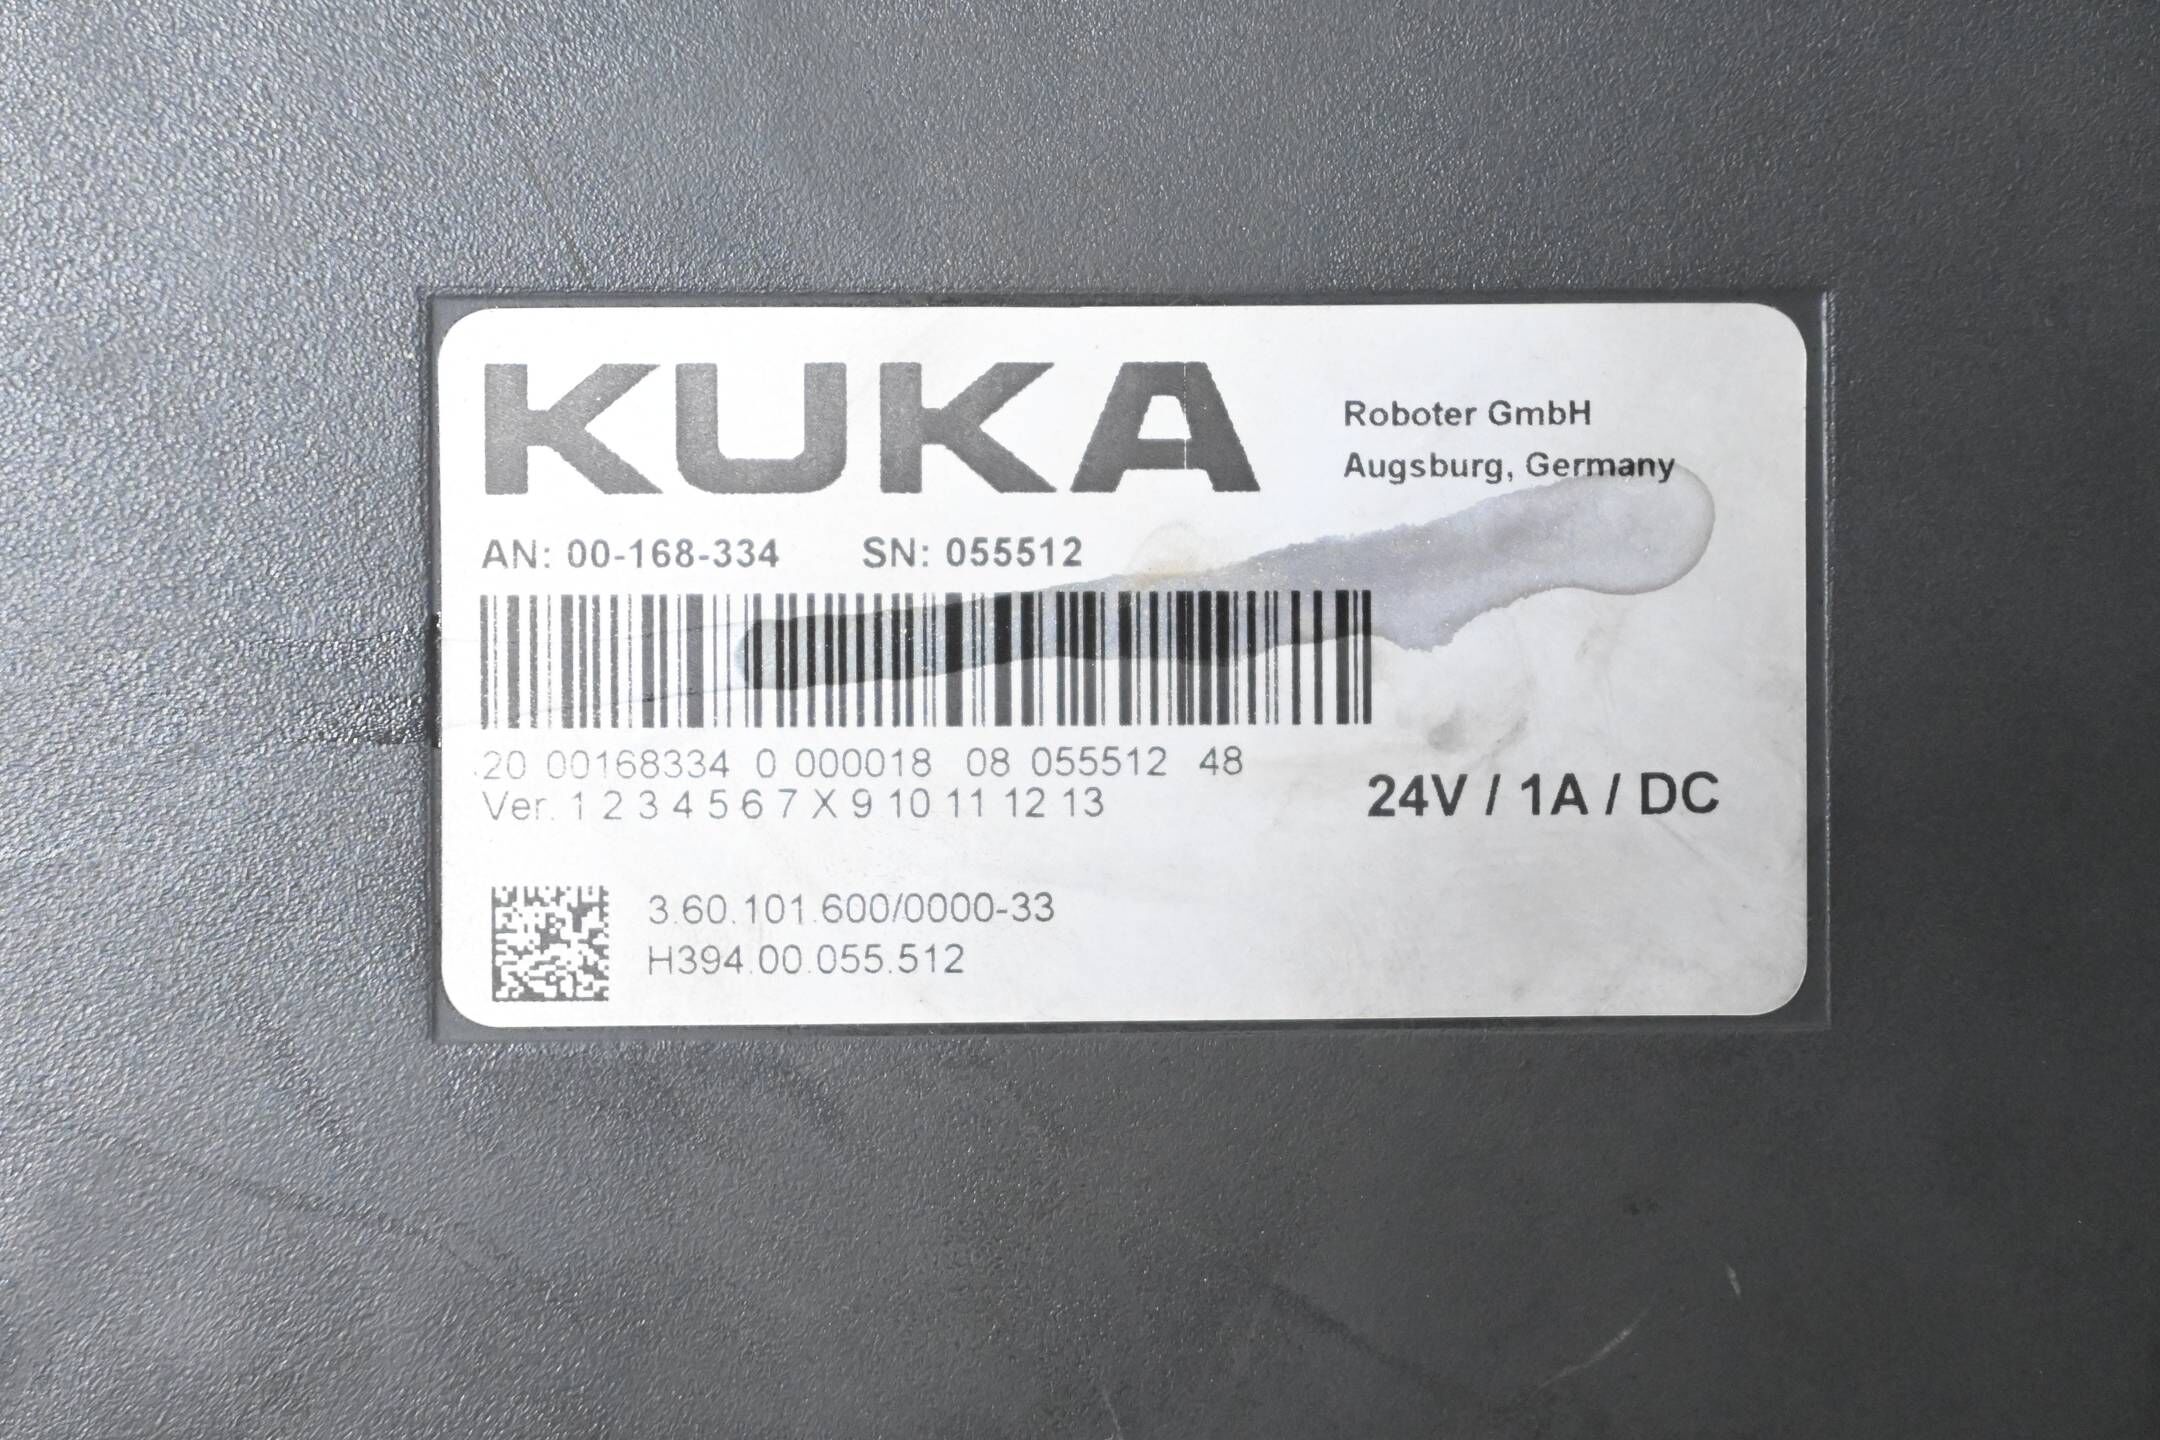 KUKA
Roboter GmbH
Augsburg, Germany
AN: 00-168-334 SN: 055512
20 00168334 0 000018 08 055512 48
Ver. 1 2 3 4 5 6 7 X 9 10 11 12 13
24V / 1A / DC
3.60.101.600/0000-33
H394.00.055.512